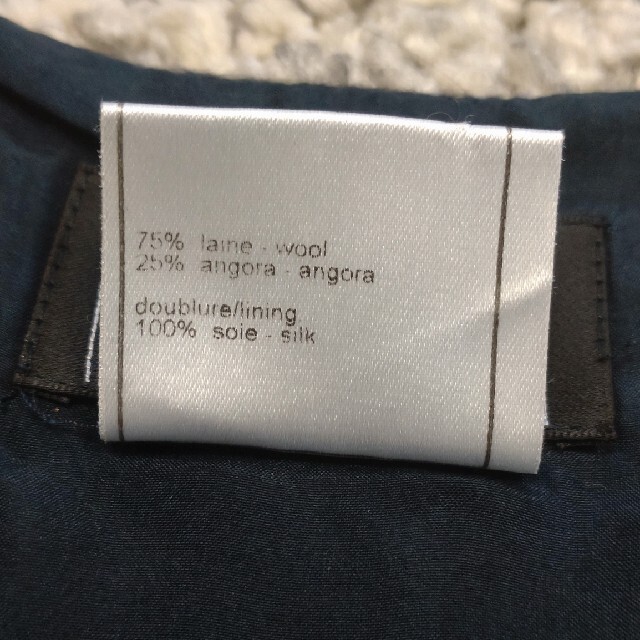 75% laine - wool
25% angora - angora
doublure/lining
100% soie - silk